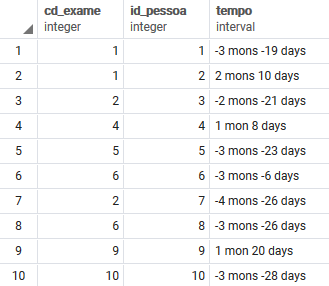 cd_exame id_pessoa tempo
integer integer interval
1 1 1 -3 mons -19 days
2 1 2 2 mons 10 days
3 2 3 -2 mons -21 days
4 4 4 1 mon 8 days
5 5 5 -3 mons -23 days
6 6 6 -3 mons -6 days
7 2 7 -4 mons -26 days
8 6 8 -3 mons -26 days
9 9 9 1 mon 20 days
10 10 10 -3 mons -28 days